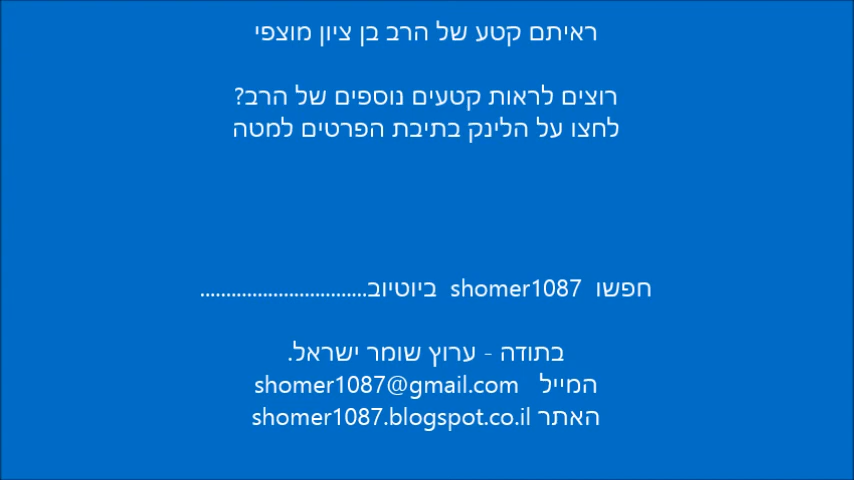 ראיתם קטע של הרב בן ציון מוצפי
רוצים לראות קטעים נוספים של הרב?
לחצו על הלינק בתיבת הפרטים למטה
חפשו shomer1087 ביוטיוב................................
בתודה - ערוץ שומר ישראל.
המייל shomer1087@gmail.com
האתר shomer1087.blogspot.co.il